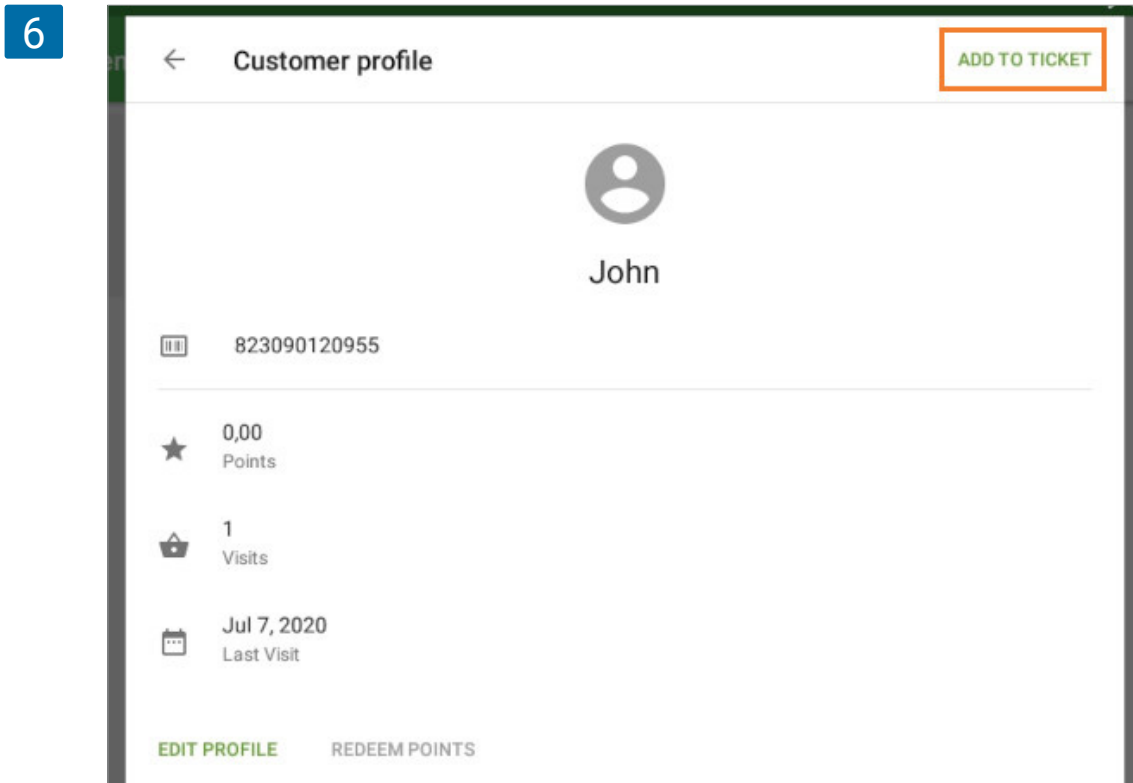 6
Customer profile
ADD TO TICKET
John
823090120955
0,00
Points
1
Visits
Jul 7, 2020
Last Visit
EDIT PROFILE
REDEEM POINTS